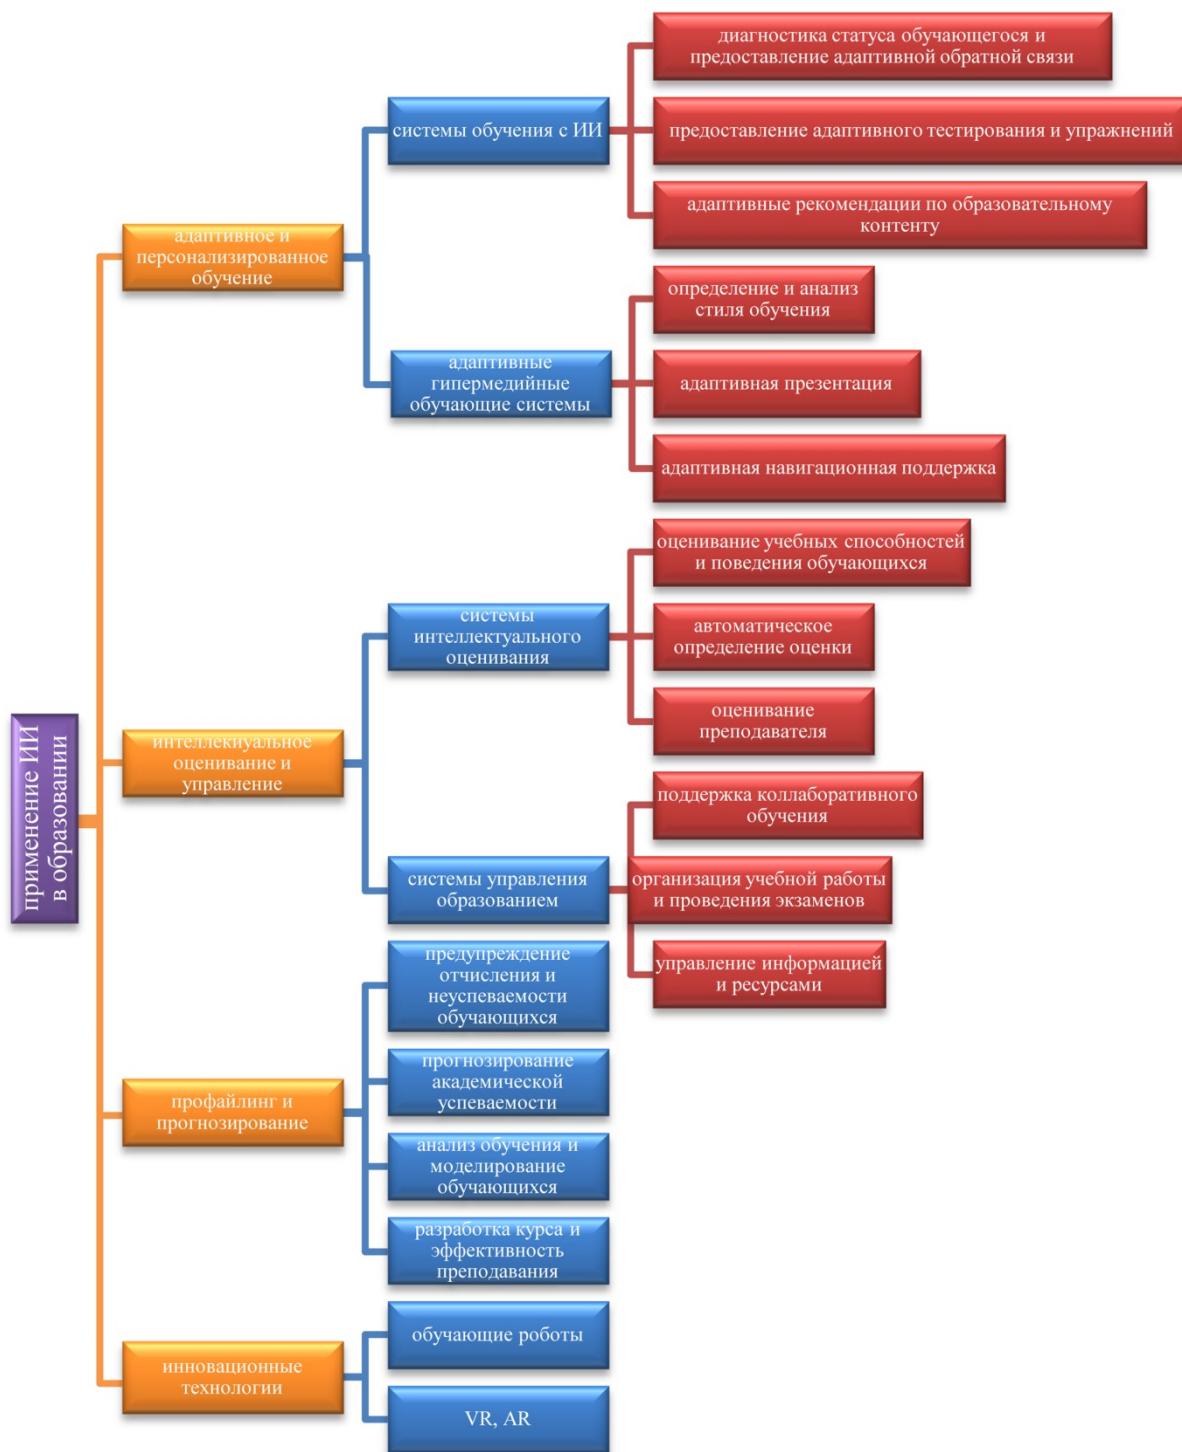 применение ИИ
в образовании
адаптивное и
персонализированное
обучение
системы обучения с ИИ
диагностика статуса обучающегося и
предоставление адаптивной обратной связи
предоставление адаптивного тестирования и упражнений
адаптивные рекомендации по образовательному
контенту
адаптивные
гипермедийные
обучающие системы
определение и анализ
стиля обучения
адаптивная презентация
адаптивная навигационная поддержка
интеллекиуальное
оценивание и
управление
системы
интеллектуального
оценивания
оценивание учебных способностей
и поведения обучающихся
автоматическое
определение оценки
оценивание
преподавателя
системы управления
образованием
поддержка коллаборативного
обучения
организация учебной работы
и проведения экзаменов
управление информацией
и ресурсами
профайлинг и
прогнозирование
предупреждение
отчисления и
неуспеваемости
обучающихся
прогнозирование
академической
успеваемости
анализ обучения и
моделирование
обучающихся
разработка курса и
эффективность
преподавания
инновационные
технологии
обучающие роботы
VR, AR